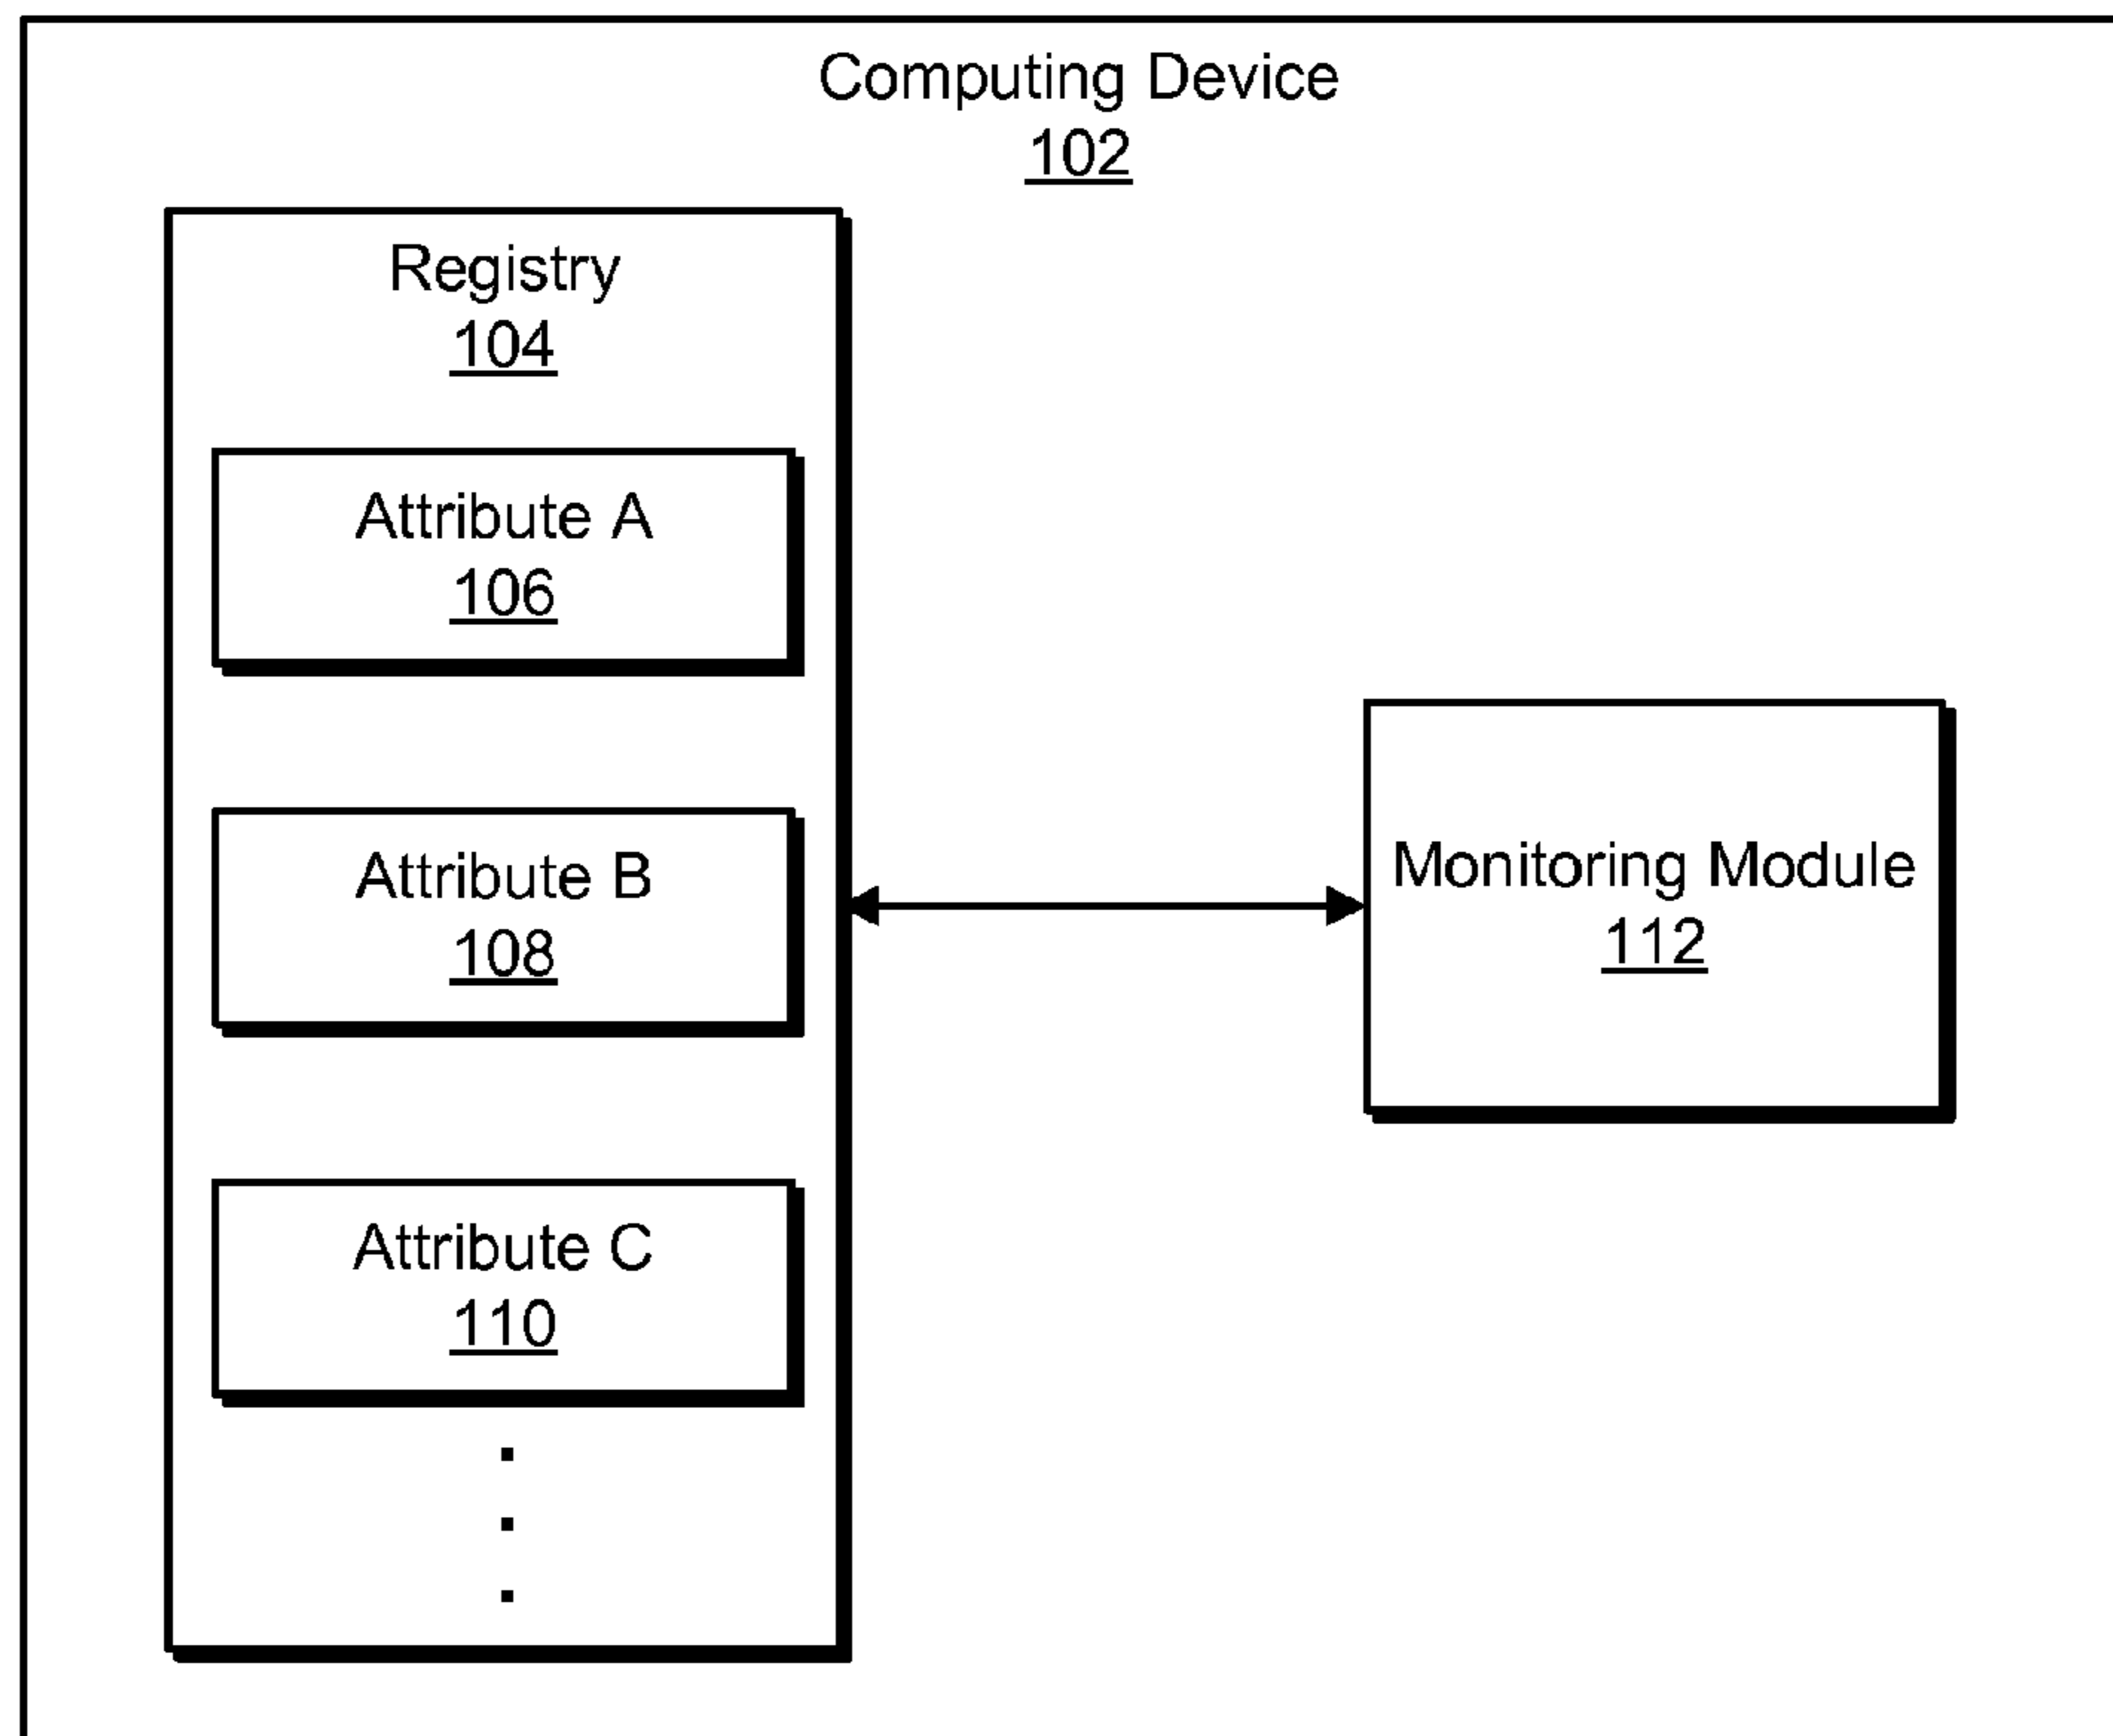 Computing Device
102
Registry
104
Attribute A
106
Attribute B
108
Attribute C
110
.
.
.
Monitoring Module
112